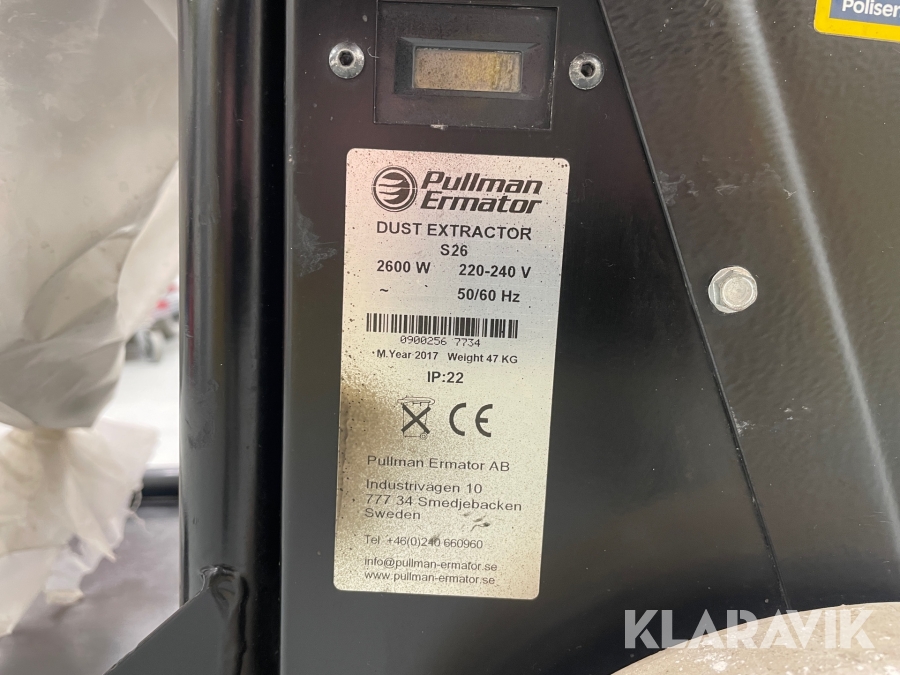 Poliser
Pullman
Ermator
DUST EXTRACTOR
S26
2600 W 220-240 V
~ 50/60 Hz
0900256 7734
M.Year 2017 Weight 47 KG
IP:22
CE
Pullman Ermator AB
Industrivägen 10
777 34 Smedjebacken
Sweden
Tel +46(0)240 660960
info@pullman-ermator.se
www.pullman-ermator.se
KLARAVIK